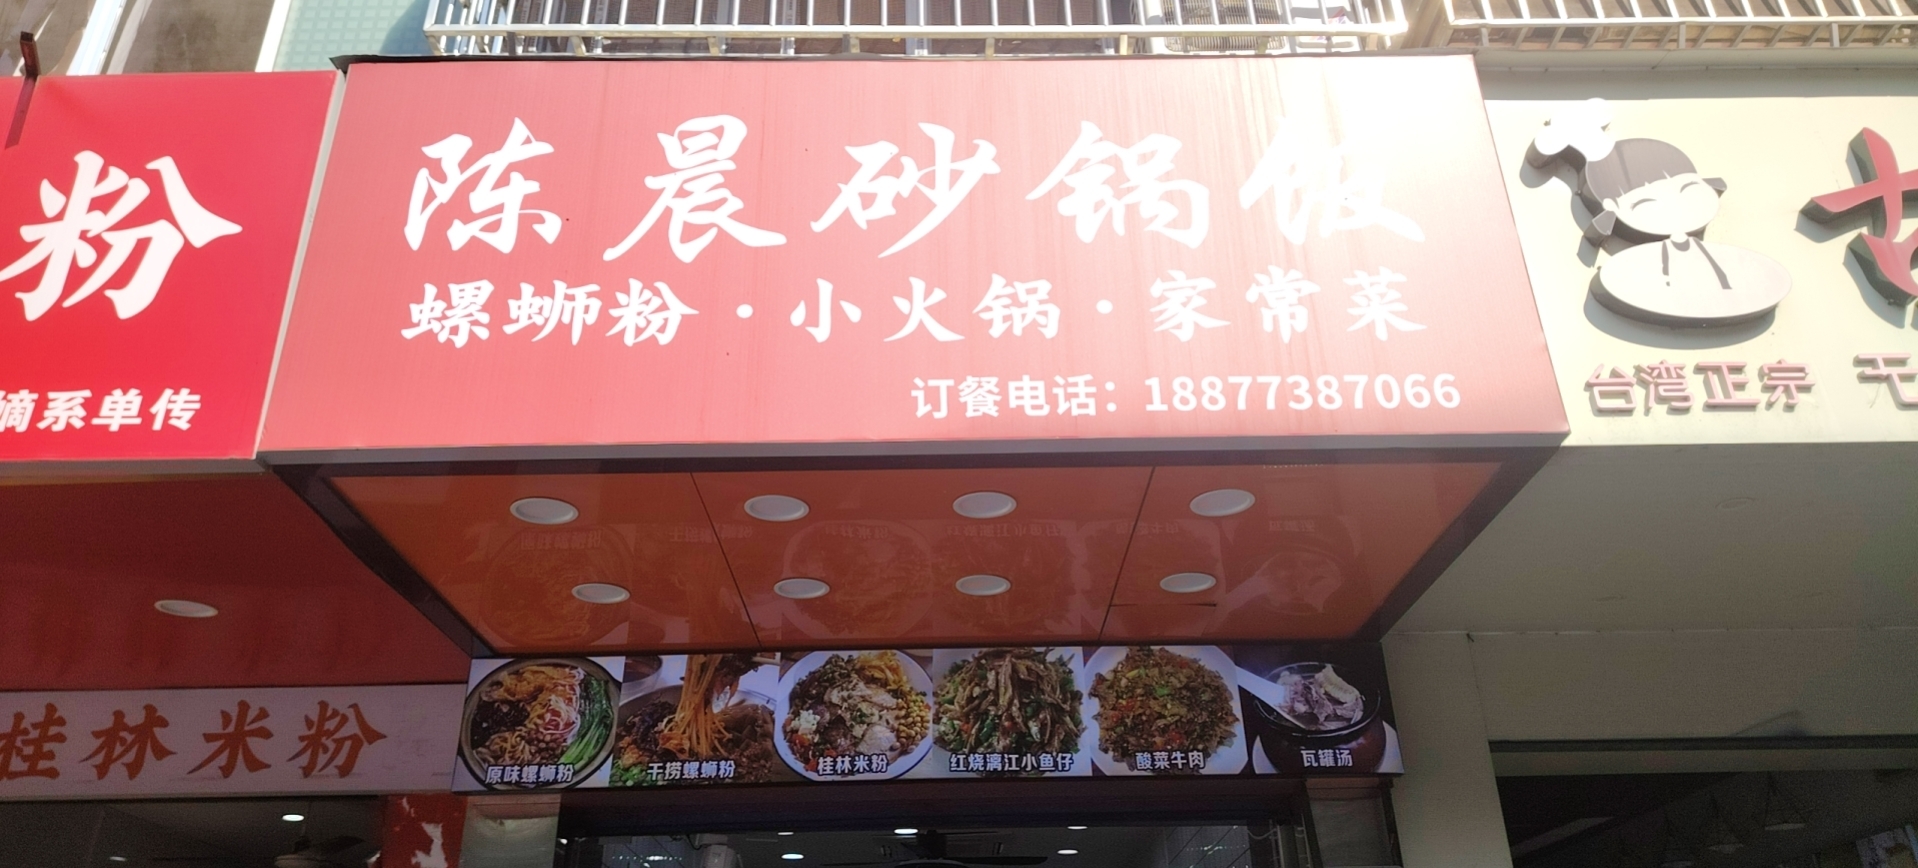 粉
嫡系单传
桂林米粉
陈晨砂锅饭
螺蛳粉·小火锅·家常菜
订餐电话：18877387066
原味螺蛳粉
干捞螺蛳粉
桂林米粉
红烧漓江小鱼仔
酸菜牛肉
瓦罐汤
台湾正宗 无